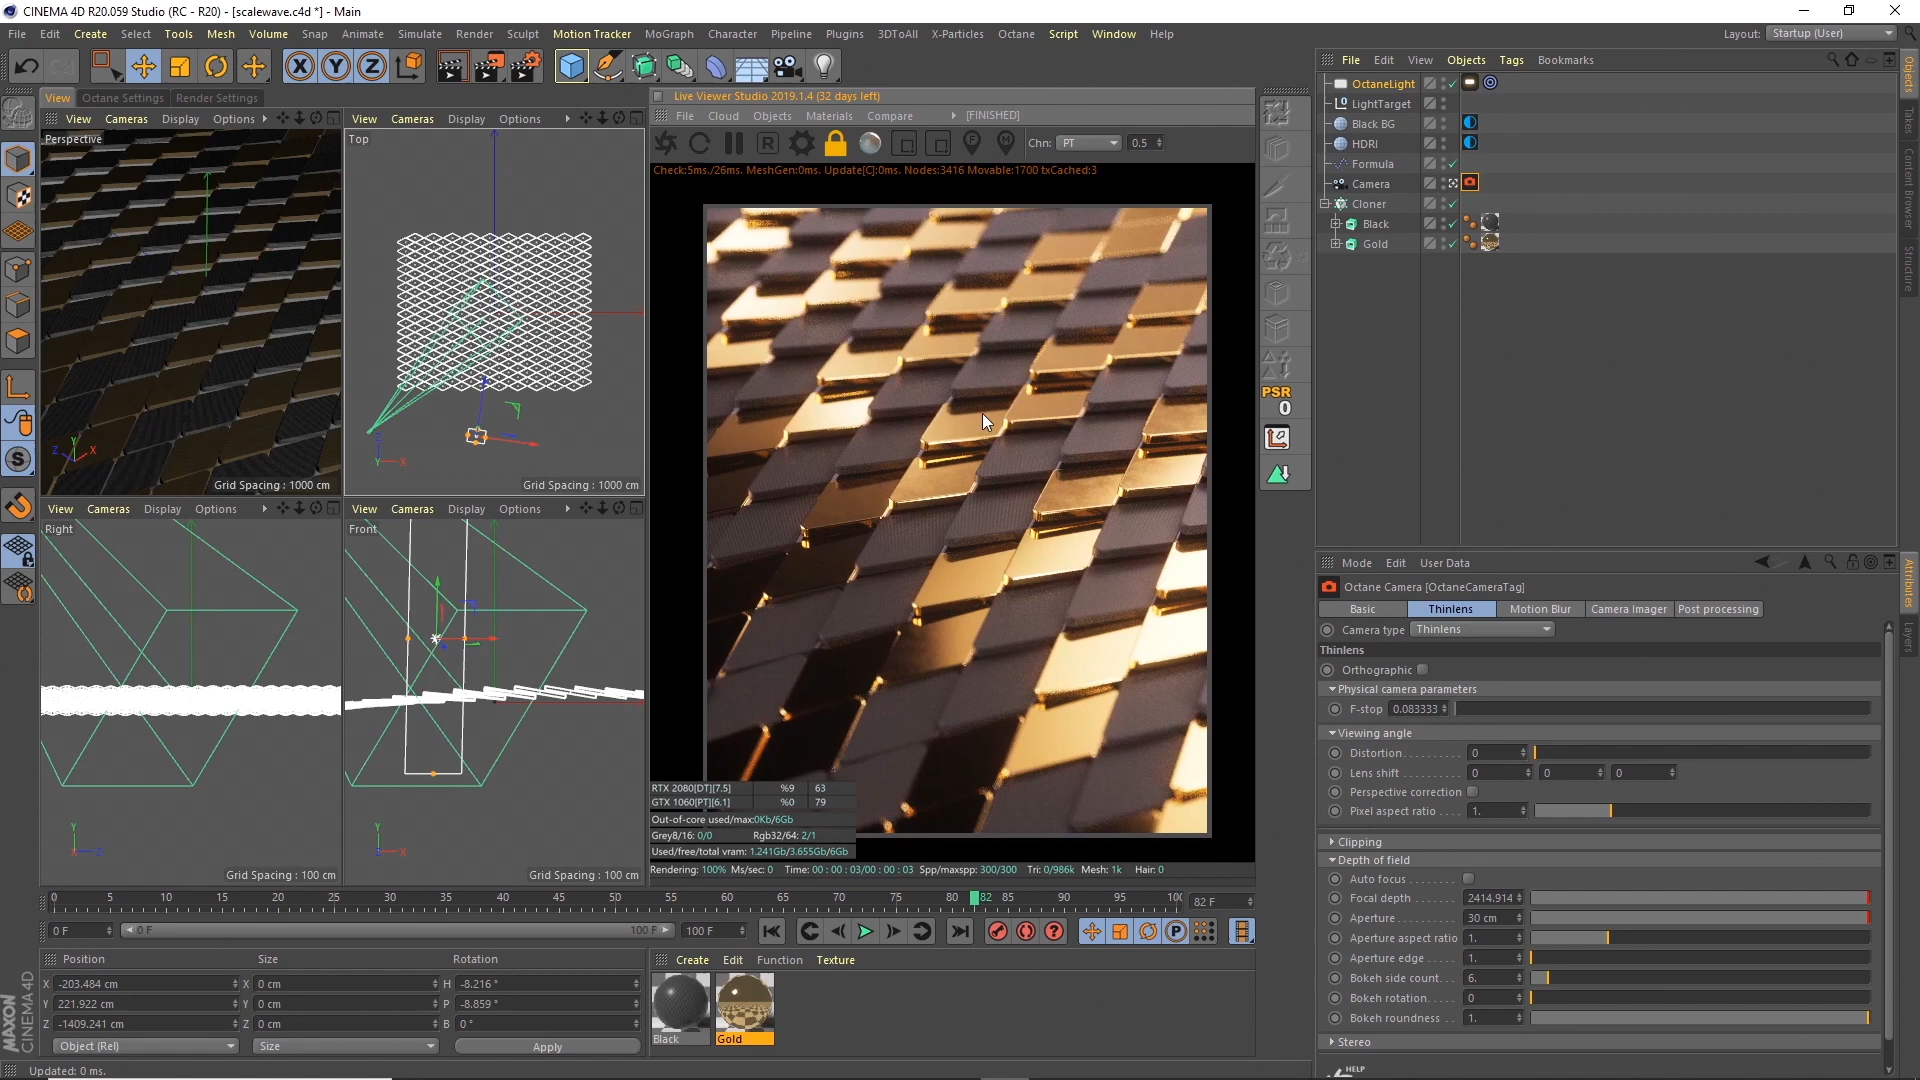 CINEMA 4D R20.059 Studio (RC - R20) - [scalewave.c4d *] - Main
File Edit Create Select Tools Mesh Volume Snap Animate Simulate Render Sculpt Motion Tracker MoGraph Character Pipeline Plugins 3DToAll X-Particles Octane Script Window Help
Layout: Startup (User)
X Y Z
View Octane Settings Render Settings
View Cameras Display Options
Perspective
Grid Spacing : 1000 cm
View Cameras Display Options
Top
Grid Spacing : 1000 cm
View Cameras Display Options
Right
Grid Spacing : 100 cm
View Cameras Display Options
Front
Grid Spacing : 100 cm
Live Viewer Studio 2019.1.4 (32 days left)
File Cloud Objects Materials Compare [FINISHED]
Chn: PT 0.5
Check:5ms./26ms. MeshGen:0ms. Update[C]:0ms. Nodes:3416 Movable:1700 txCached:3
RTX 2080[DT][7.5] %9 63
GTX 1060[PT][6.1] %0 79
Out-of-core used/max:0Kb/6Gb
Grey8/16: 0/0 Rgb32/64: 2/1
Used/free/total vram: 1.241Gb/3.655Gb/6Gb
Rendering: 100% Ms/sec: 0 Time: 00 : 00 : 03/00 : 00 : 03 Spp/maxspp: 300/300 Tri: 0/986k Mesh: 1k Hair: 0
PSR
0
File Edit View Objects Tags Bookmarks
OctaneLight
LightTarget
Black BG
HDRI
Formula
Camera
Cloner
Black
Gold
Objects
Takes
Content Browser
Structure
Mode Edit User Data
Octane Camera [OctaneCameraTag]
Basic Thinlens Motion Blur Camera Imager Post processing
Camera type Thinlens
Thinlens
Orthographic
Physical camera parameters
F-stop 0.083333
Viewing angle
Distortion 0
Lens shift 0 0 0
Perspective correction
Pixel aspect ratio 1.
Clipping
Depth of field
Auto focus
Focal depth 2414.914
Aperture 30 cm
Aperture aspect ratio 1.
Aperture edge 1.
Bokeh side count 6.
Bokeh rotation 0
Bokeh roundness 1.
Stereo
HELP
Attributes
Layers
0 5 10 15 20 25 30 35 40 45 50 55 60 65 70 75 80 82 85 90 95 100 82 F
0 F 0 F 100 F 100 F
Position Size Rotation
X -203.484 cm X 0 cm H -8.216 °
Y 221.922 cm Y 0 cm P -8.859 °
Z -1409.241 cm Z 0 cm B 0 °
Object (Rel) Size Apply
Create Edit Function Texture
Black Gold
MAXON
CINEMA 4D
Updated: 0 ms.